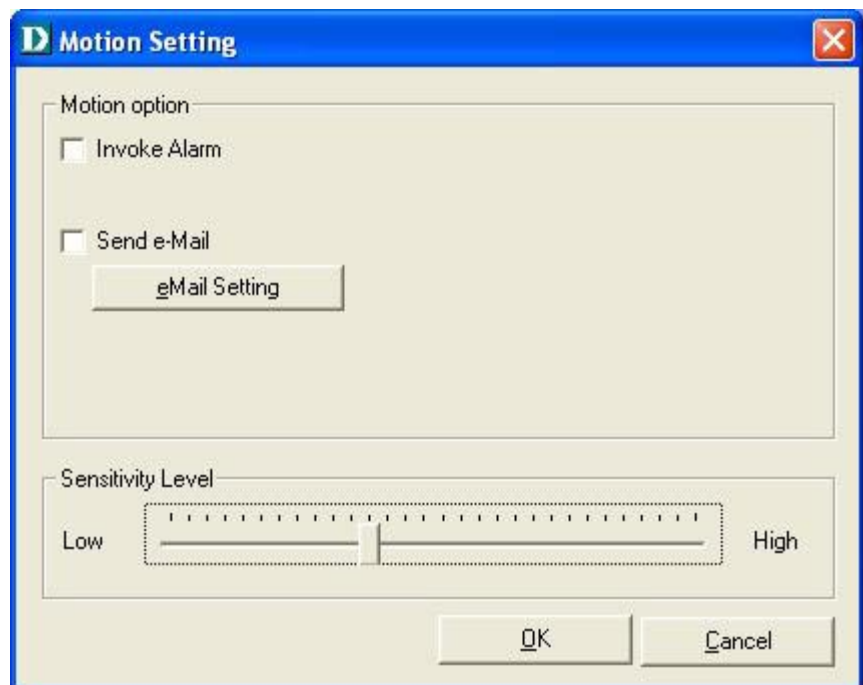 D Motion Setting
Motion option
Invoke Alarm
Send e-Mail
eMail Setting
Sensitivity Level
Low High
OK Cancel